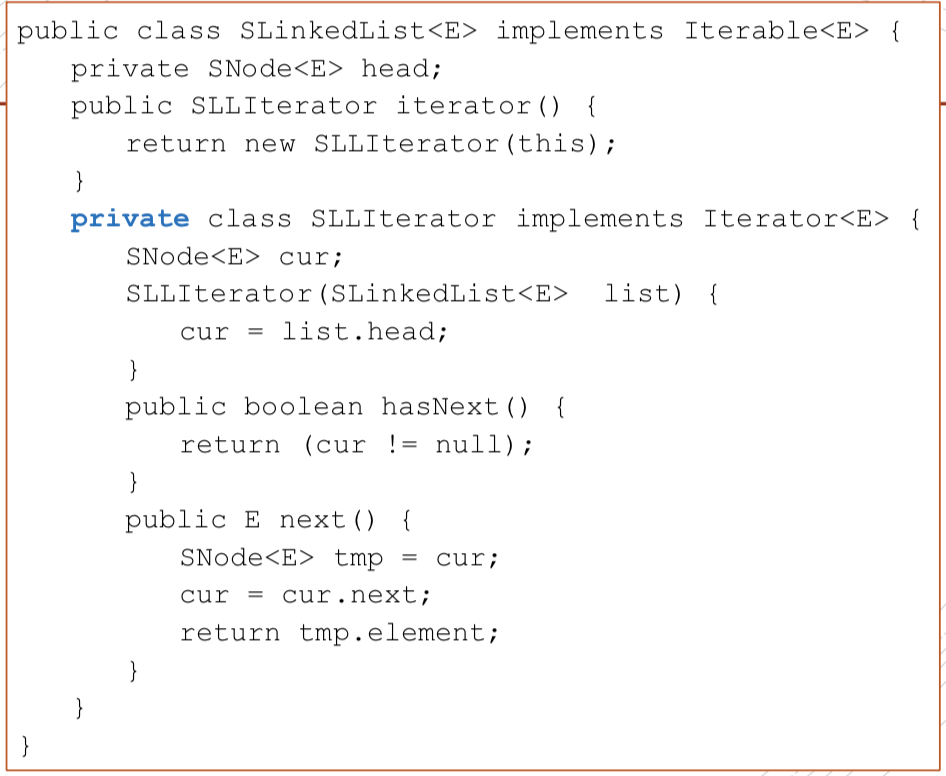 public class SLinkedList<E> implements Iterable<E> {
private SNode<E> head;
public SLLIterator iterator() {
return new SLLIterator(this);
}
private class SLLIterator implements Iterator<E> {
SNode<E> cur;
SLLIterator(SLinkedList<E> list) {
cur = list.head;
}
public boolean hasNext() {
return (cur != null);
}
public E next() {
SNode<E> tmp = cur;
cur = cur.next;
return tmp.element;
}
}
}